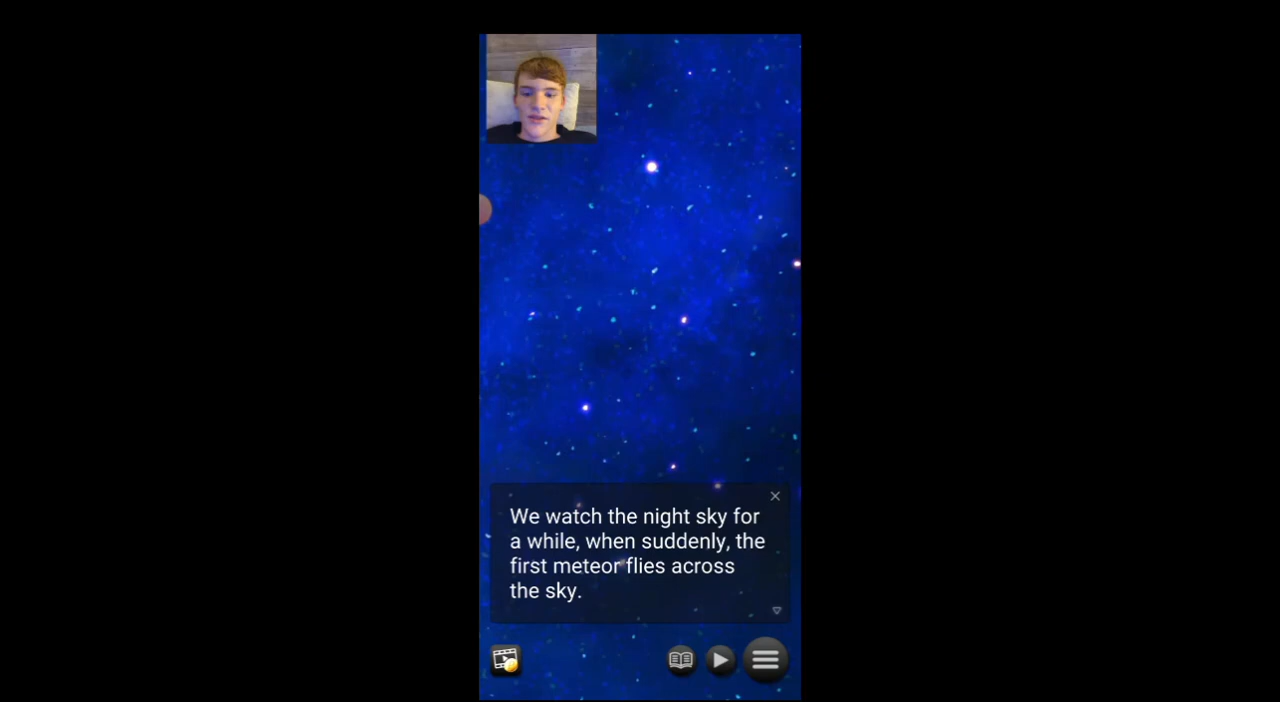 We watch the night sky for
a while, when suddenly, the
first meteor flies across
the sky.